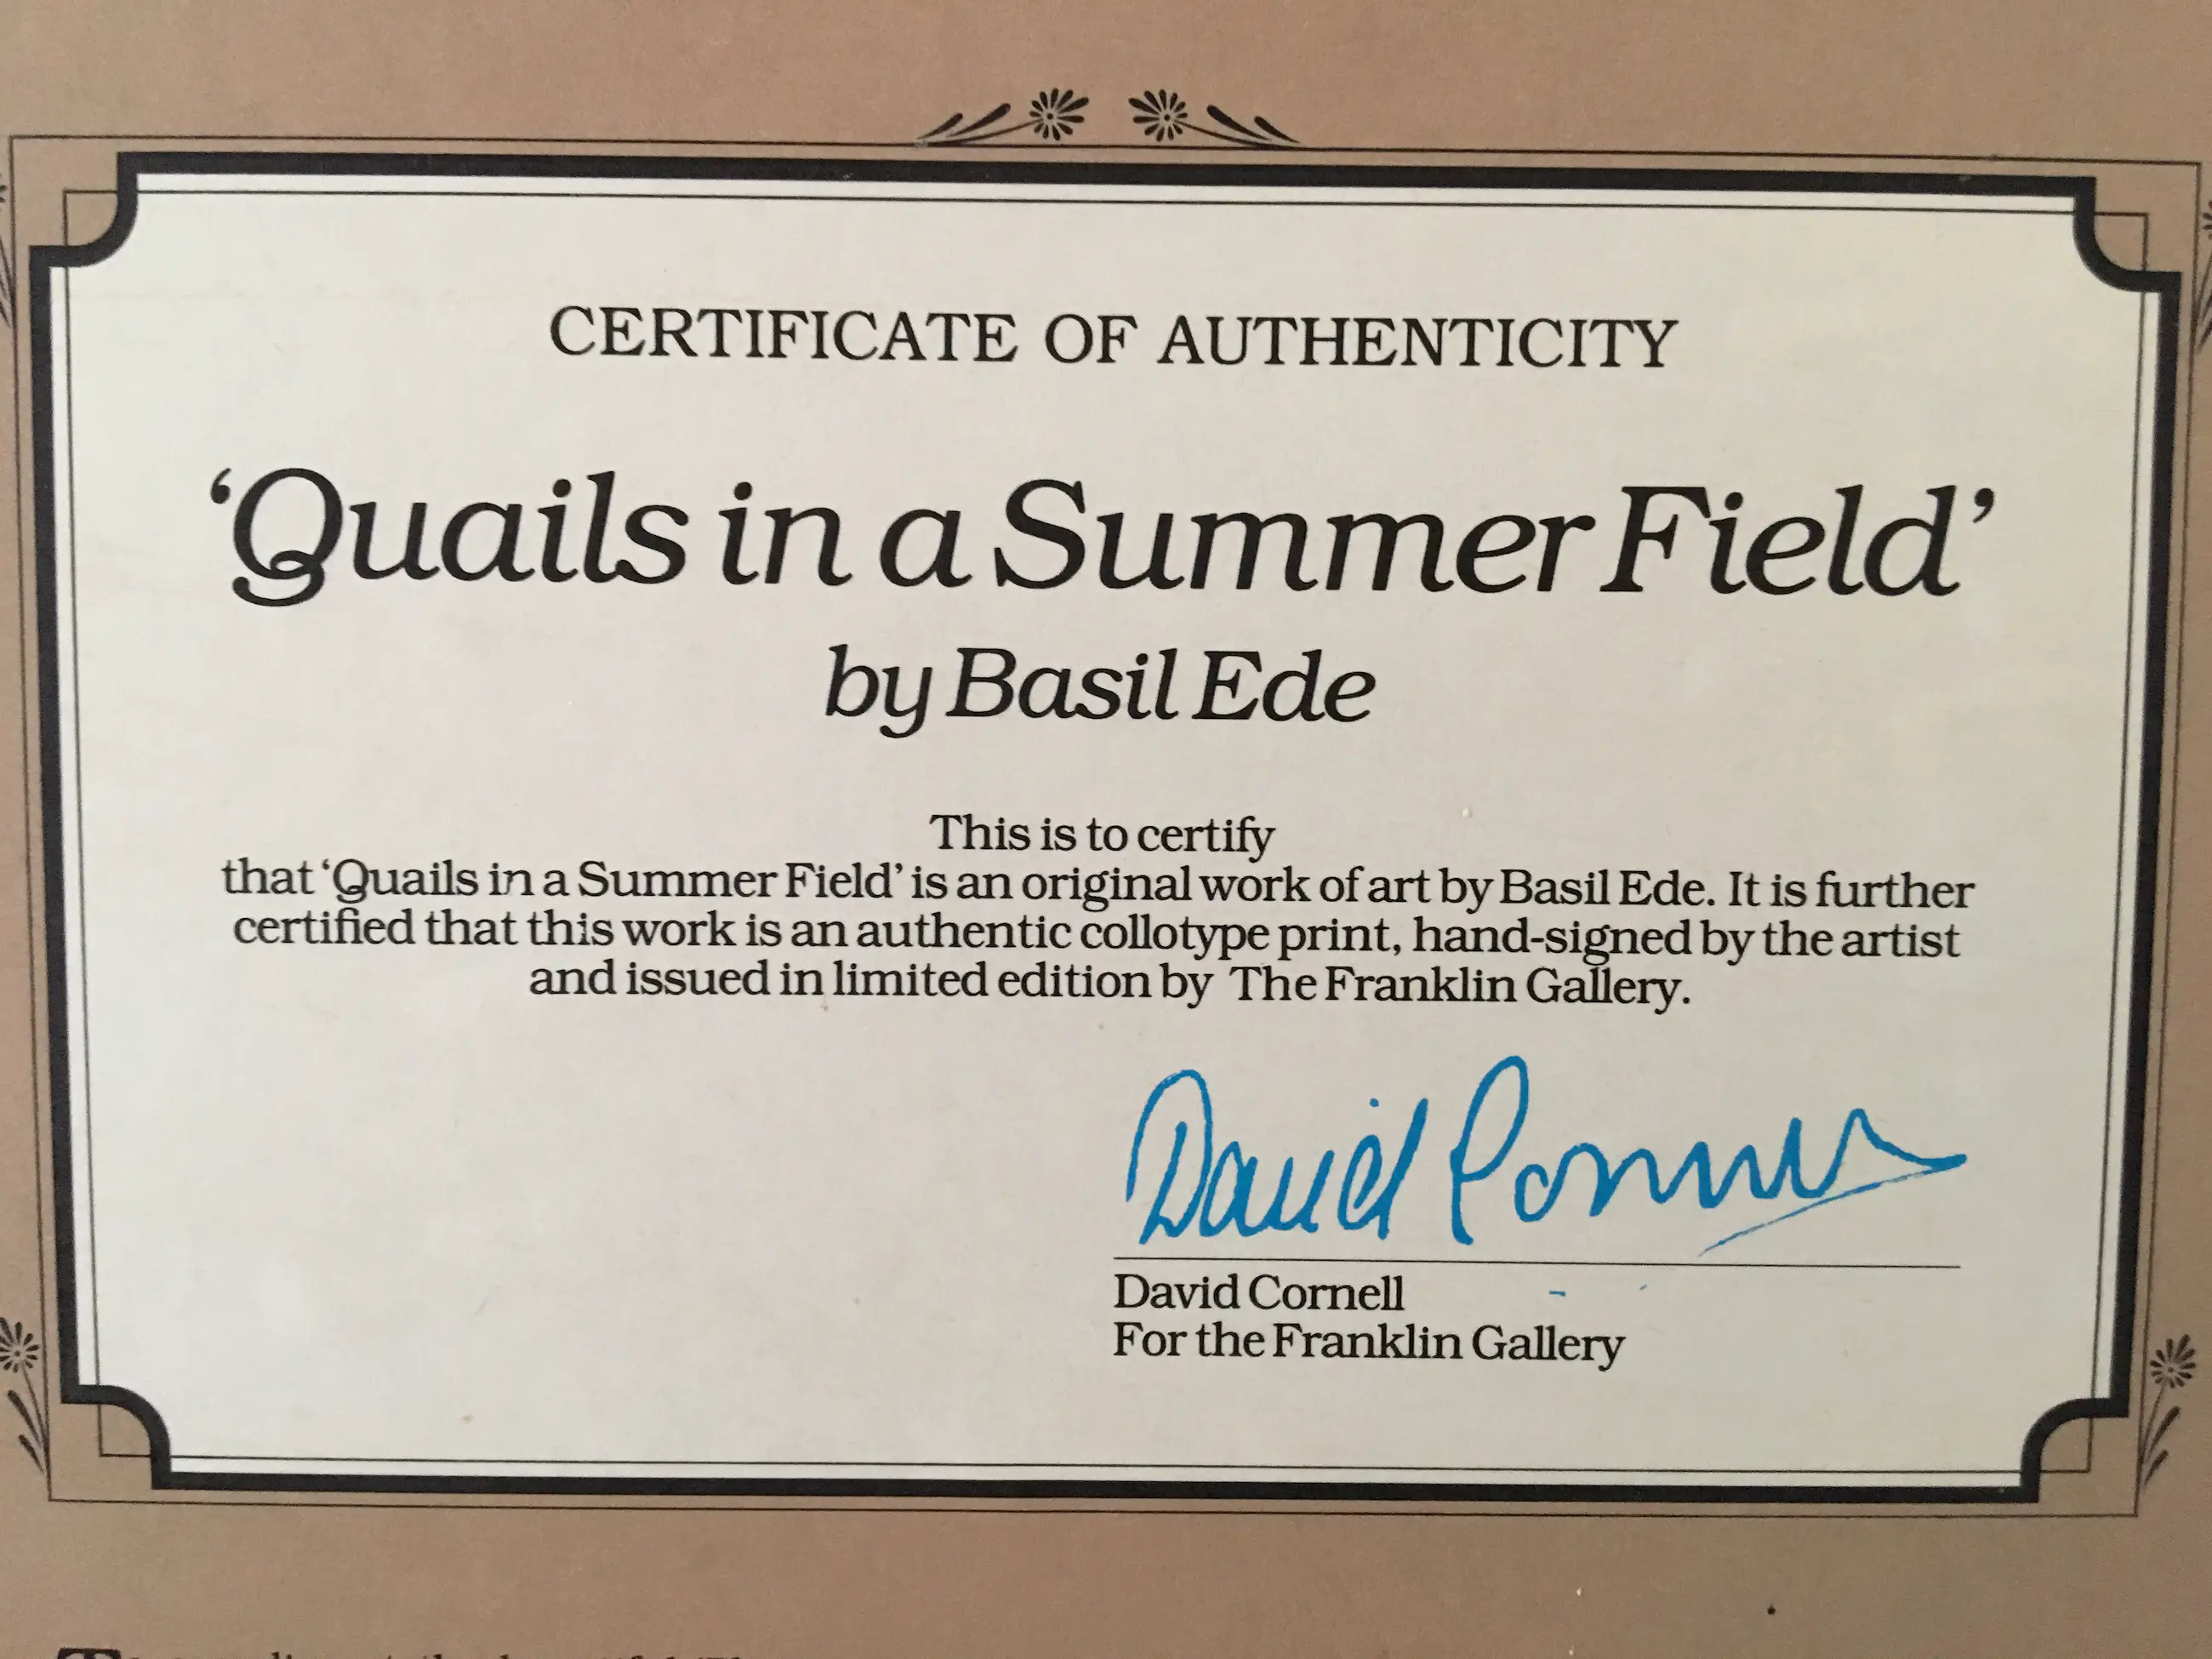 CERTIFICATE OF AUTHENTICITY
‘Quails in a Summer Field’
by Basil Ede
This is to certify
that ‘Quails in a Summer Field’ is an original work of art by Basil Ede. It is further
certified that this work is an authentic collotype print, hand-signed by the artist
and issued in limited edition by The Franklin Gallery.
David Cornell
David Cornell
For the Franklin Gallery